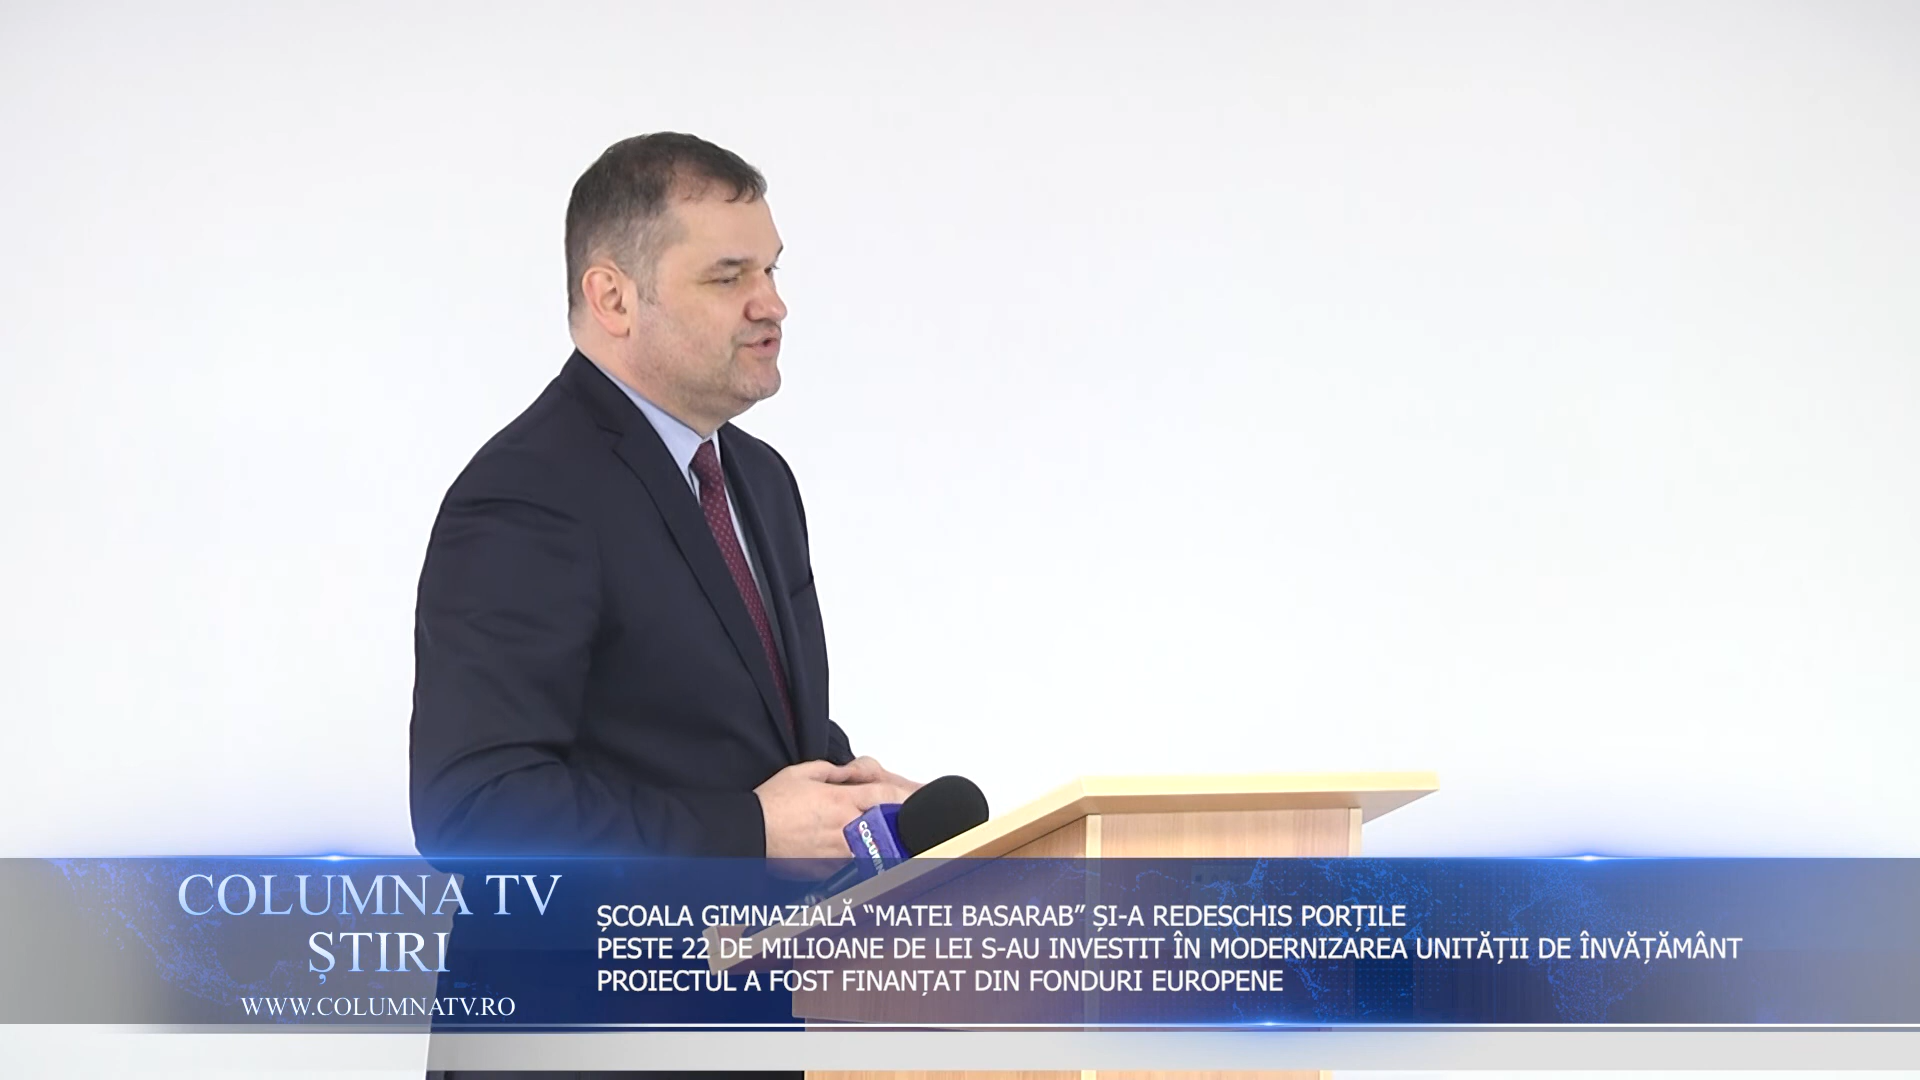 COLUMNA TV
ȘTIRI
WWW.COLUMNATV.RO
ȘCOALA GIMNAZIALĂ “MATEI BASARAB” ȘI-A REDESCHIS PORȚILE
PESTE 22 DE MILIOANE DE LEI S-AU INVESTIT ÎN MODERNIZAREA UNITĂȚII DE ÎNVĂȚĂMÂNT
PROIECTUL A FOST FINANȚAT DIN FONDURI EUROPENE